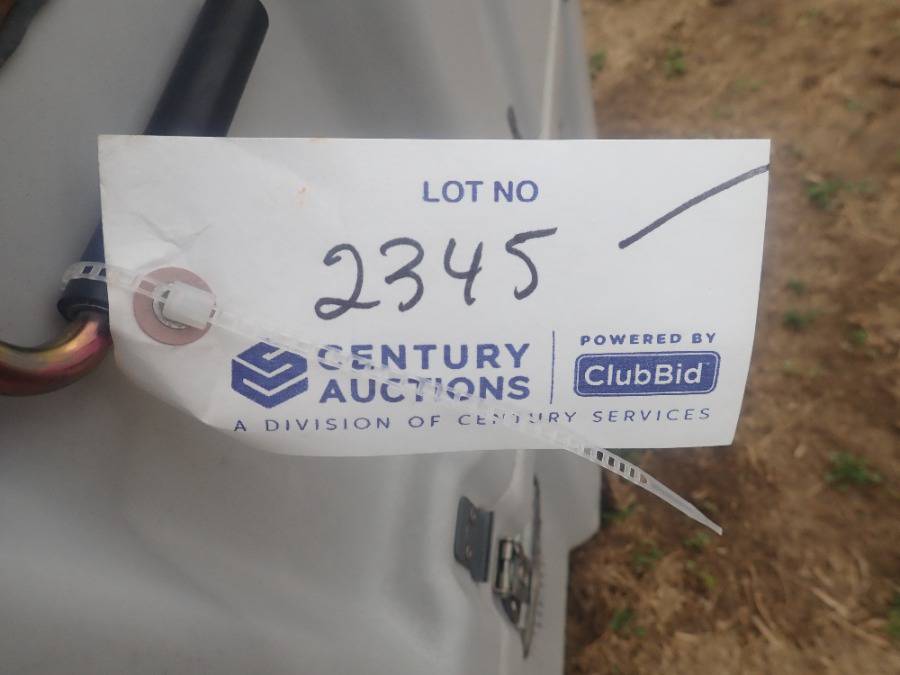 LOT NO
2345
CENTURY
AUCTIONS
POWERED BY
ClubBid
A DIVISION OF CENTURY SERVICES